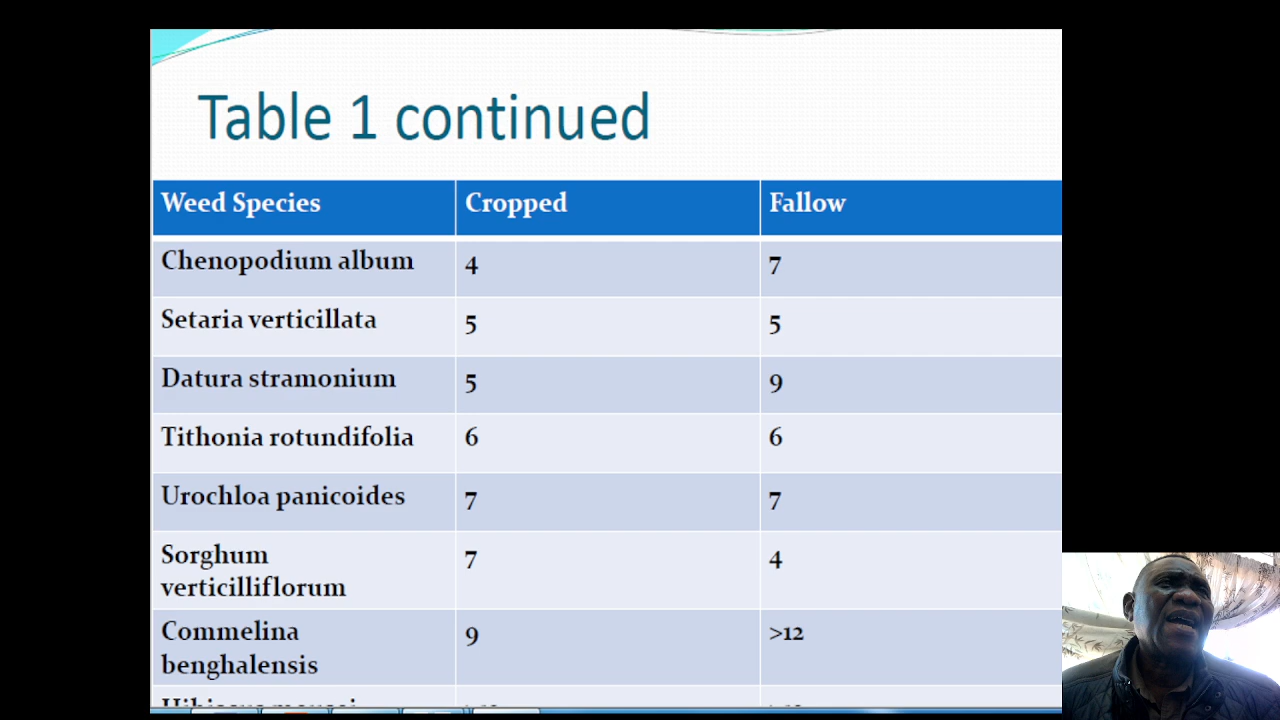 Table 1 continued
Weed Species Cropped Fallow
Chenopodium album 4 7
Setaria verticillata 5 5
Datura stramonium 5 9
Tithonia rotundifolia 6 6
Urochloa panicoides 7 7
Sorghum 7 4
verticilliflorum
Commelina 9 >12
benghalensis